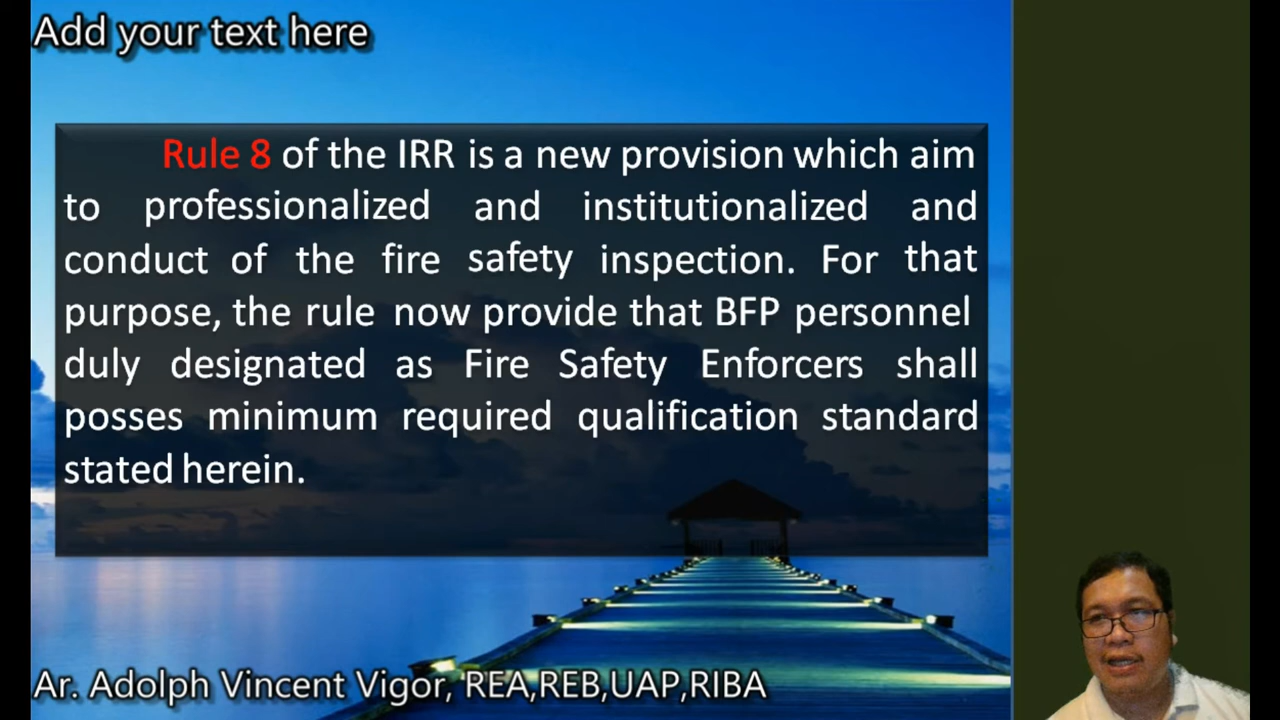 Add your text here
Rule 8 of the IRR is a new provision which aim
to professionalized and institutionalized and
conduct of the fire safety inspection. For that
purpose, the rule now provide that BFP personnel
duly designated as Fire Safety Enforcers shall
posses minimum required qualification standard
stated herein.
Ar. Adolph Vincent Vigor, REA,REB,UAP,RIBA